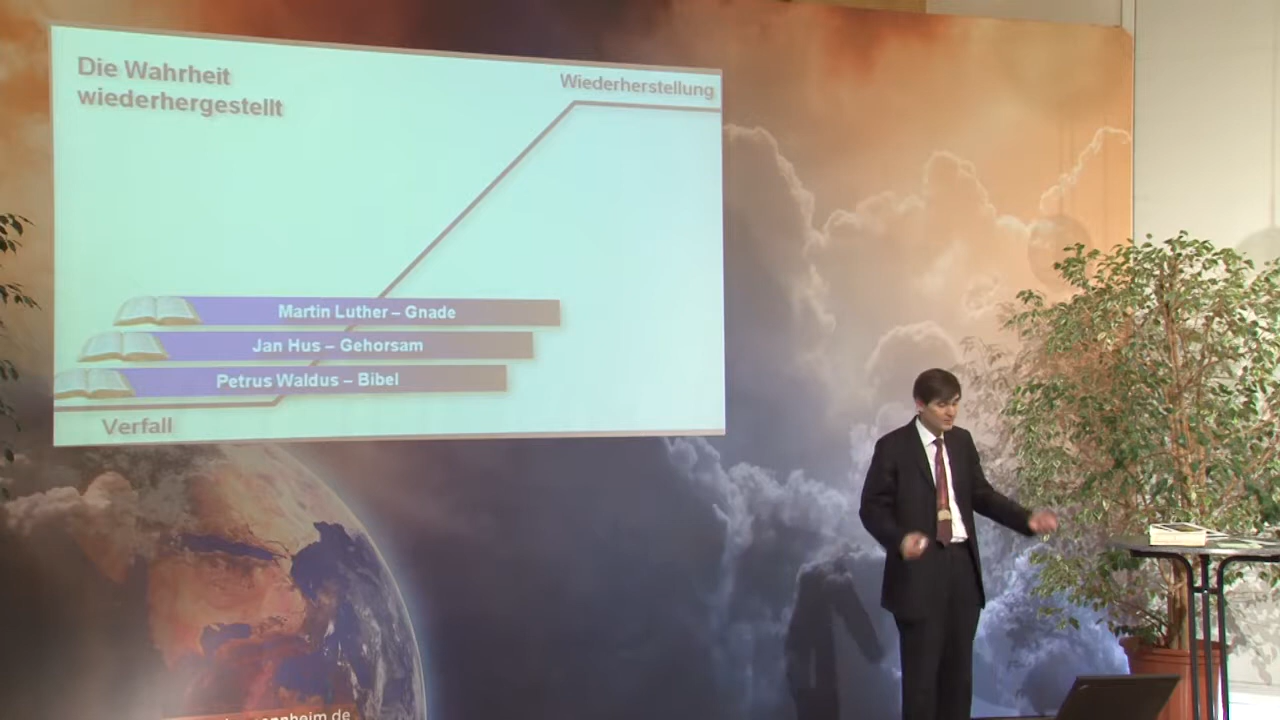 Die Wahrheit
wiederhergestellt
Wiederherstellung
Martin Luther – Gnade
Jan Hus – Gehorsam
Petrus Waldus – Bibel
Verfall